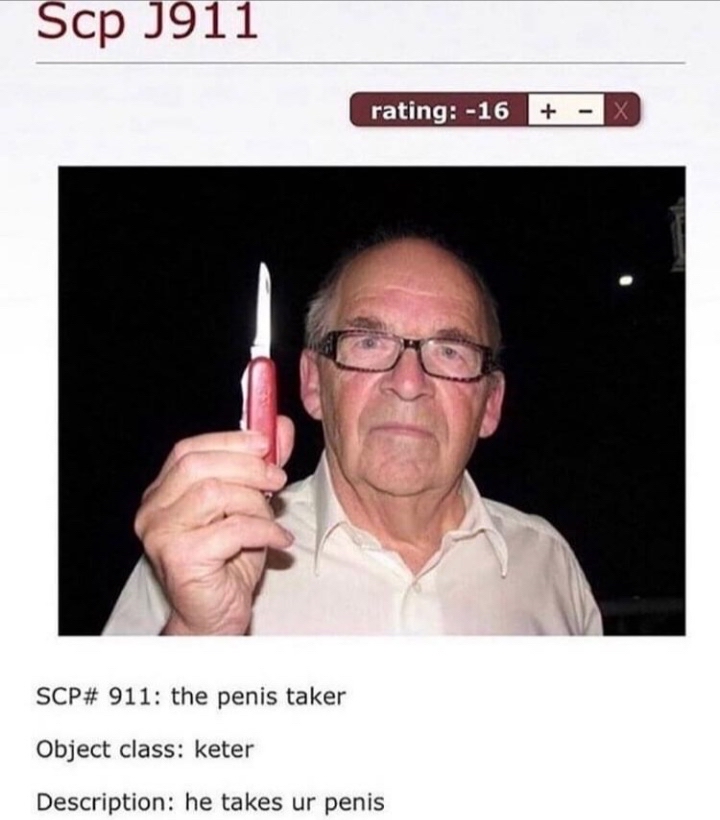 Scp J911
rating: -16 + - X
SCP# 911: the penis taker
Object class: keter
Description: he takes ur penis